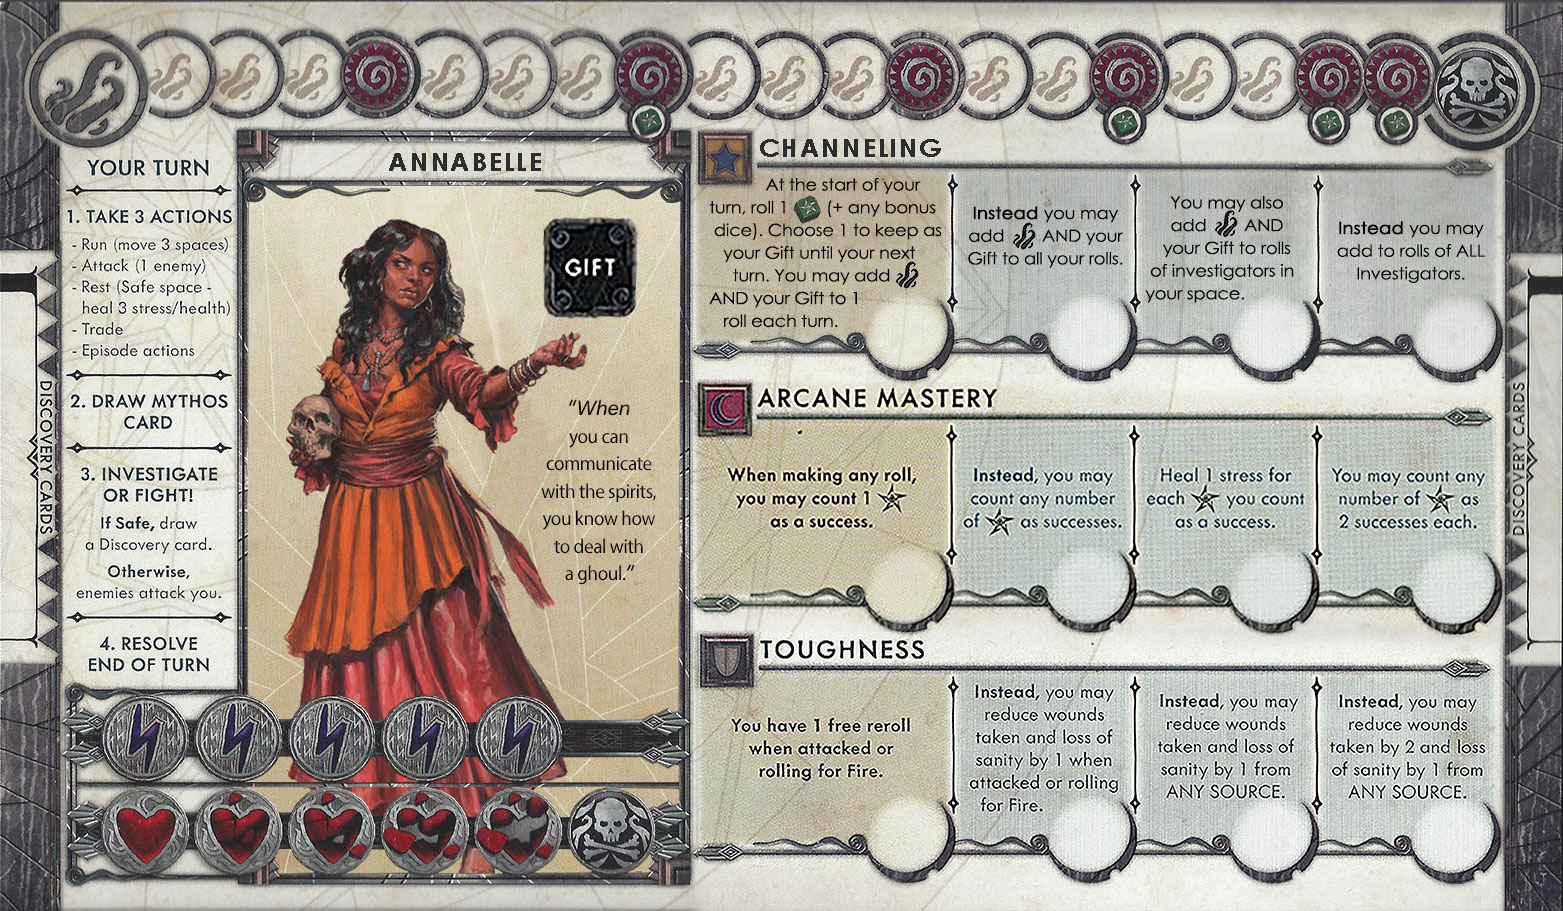 YOUR TURN
1. TAKE 3 ACTIONS
- Run (move 3 spaces)
- Attack (1 enemy)
- Rest (Safe space -
heal 3 stress/health)
- Trade
- Episode actions
2. DRAW MYTHOS
CARD
3. INVESTIGATE
OR FIGHT!
If Safe, draw
a Discovery card.
Otherwise,
enemies attack you.
4. RESOLVE
END OF TURN
DISCOVERY CARDS
ANNABELLE
GIFT
“When
you can
communicate
with the spirits,
you know how
to deal with
a ghoul.”
CHANNELING
At the start of your
turn, roll 1 (+ any bonus
dice). Choose 1 to keep as
your Gift until your next
turn. You may add
AND your Gift to 1
roll each turn.
Instead you may
add AND your
Gift to all your rolls.
You may also
add AND
your Gift to rolls
of investigators in
your space.
Instead you may
add to rolls of ALL
Investigators.
ARCANE MASTERY
When making any roll,
you may count 1
as a success.
Instead, you may
count any number
of as successes.
Heal 1 stress for
each you count
as a success.
You may count any
number of as
2 successes each.
TOUGHNESS
You have 1 free reroll
when attacked or
rolling for Fire.
Instead, you may
reduce wounds
taken and loss of
sanity by 1 when
attacked or rolling
for Fire.
Instead, you may
reduce wounds
taken and loss of
sanity by 1 from
ANY SOURCE.
Instead, you may
reduce wounds
taken by 2 and loss
of sanity by 1 from
ANY SOURCE.
DISCOVERY CARDS